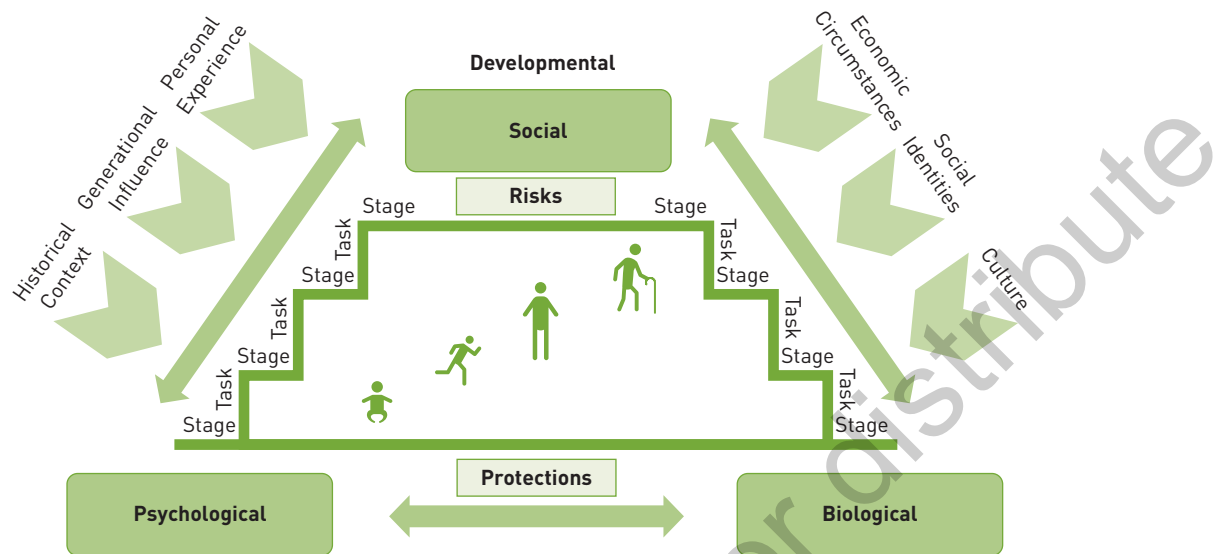 Developmental
Social
Risks
Personal
Experience
Generational
Influence
Historical
Context
Economic
Circumstances
Social
Identities
Culture
Stage
Task
Stage
Task
Stage
Task
Stage
Stage
Task
Stage
Task
Stage
Task
Stage
Protections
Psychological
Biological
or distribute